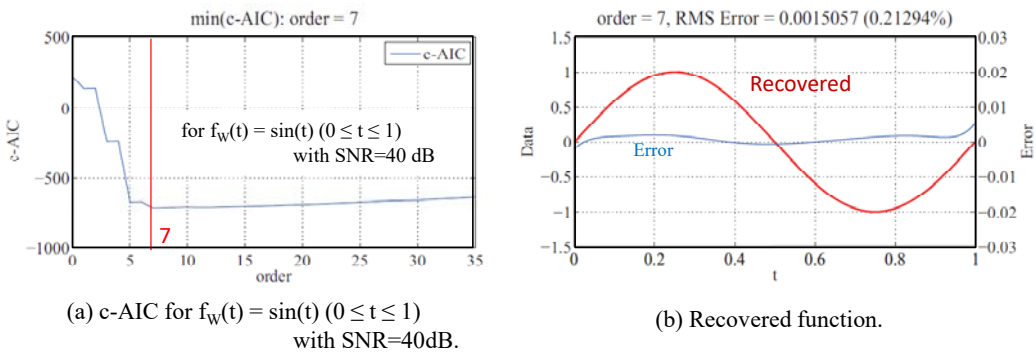 min(c-AIC): order = 7
500
0
−500
−1000
c-AIC
c-AIC
for f_W(t) = sin(t) (0 ≤ t ≤ 1)
with SNR=40 dB
7
0 5 10 15 20 25 30 35
order
(a) c-AIC for f_W(t) = sin(t) (0 ≤ t ≤ 1)
with SNR=40dB.
order = 7, RMS Error = 0.0015057 (0.21294%)
1.5
1
0.5
0
−0.5
−1
−1.5
Data
Recovered
Error
0.03
0.02
0.01
0
−0.01
−0.02
−0.03
Error
0 0.2 0.4 0.6 0.8 1
t
(b) Recovered function.